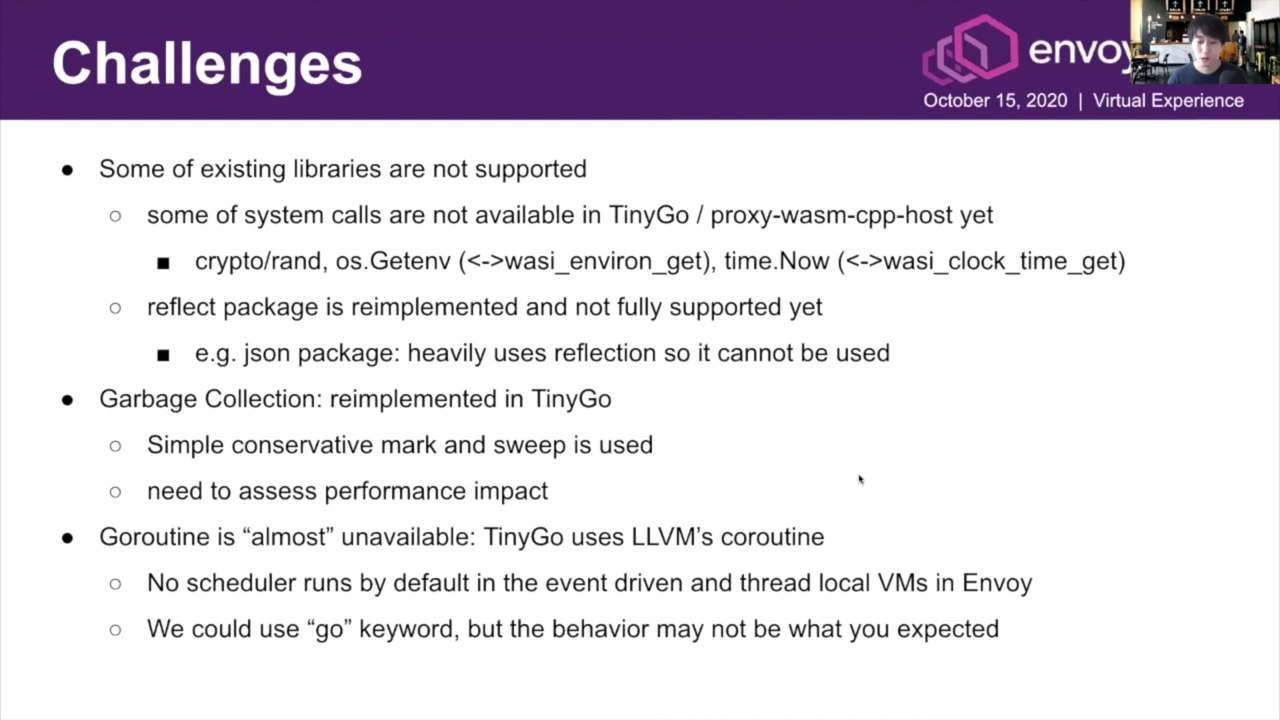 Challenges
envoy
October 15, 2020 | Virtual Experience
● Some of existing libraries are not supported
○ some of system calls are not available in TinyGo / proxy-wasm-cpp-host yet
■ crypto/rand, os.Getenv (<->wasi_environ_get), time.Now (<->wasi_clock_time_get)
○ reflect package is reimplemented and not fully supported yet
■ e.g. json package: heavily uses reflection so it cannot be used
● Garbage Collection: reimplemented in TinyGo
○ Simple conservative mark and sweep is used
○ need to assess performance impact
● Goroutine is “almost” unavailable: TinyGo uses LLVM’s coroutine
○ No scheduler runs by default in the event driven and thread local VMs in Envoy
○ We could use “go” keyword, but the behavior may not be what you expected